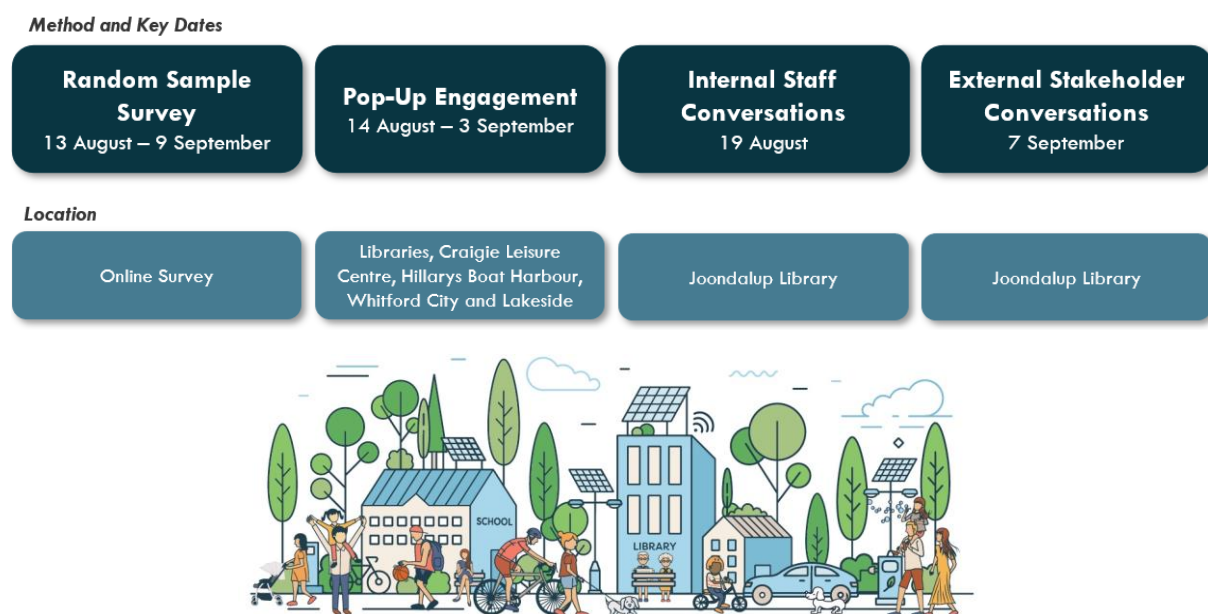 Method and Key Dates
Random Sample
Survey
13 August – 9 September
Pop-Up Engagement
14 August – 3 September
Internal Staff
Conversations
19 August
External Stakeholder
Conversations
7 September
Location
Online Survey
Libraries, Craigie Leisure
Centre, Hillarys Boat Harbour,
Whitford City and Lakeside
Joondalup Library
Joondalup Library
SCHOOL
LIBRARY